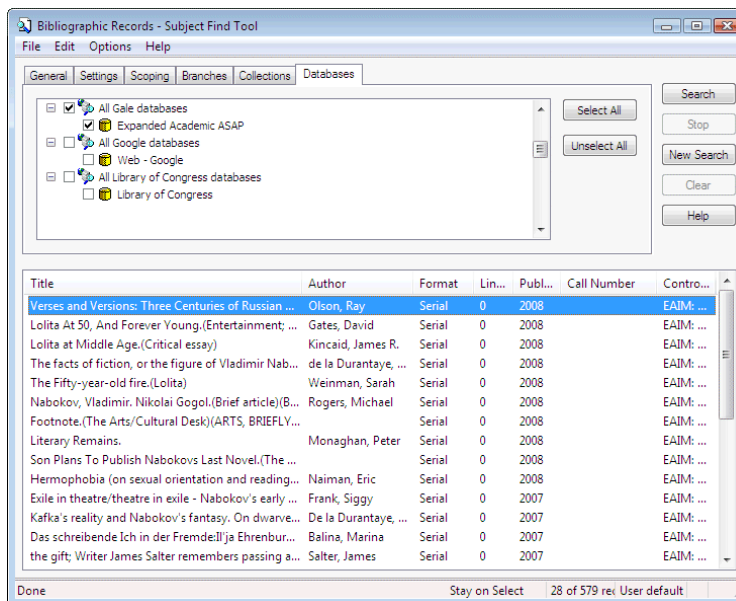 Bibliographic Records - Subject Find Tool
File Edit Options Help
General Settings Scoping Branches Collections Databases
All Gale databases
Expanded Academic ASAP
All Google databases
Web - Google
All Library of Congress databases
Library of Congress
Select All
Unselect All
Search
Stop
New Search
Clear
Help
Title Author Format Lin... Publ... Call Number Contro...
Verses and Versions: Three Centuries of Russian ... Olson, Ray Serial 0 2008 EAIM: ...
Lolita At 50, And Forever Young.(Entertainment; ... Gates, David Serial 0 2008 EAIM: ...
Lolita at Middle Age.(Critical essay) Kincaid, James R. Serial 0 2008 EAIM: ...
The facts of fiction, or the figure of Vladimir Nab... de la Durantaye, ... Serial 0 2008 EAIM: ...
The Fifty-year-old fire.(Lolita) Weinman, Sarah Serial 0 2008 EAIM: ...
Nabokov, Vladimir. Nikolai Gogol.(Brief article)(B... Rogers, Michael Serial 0 2008 EAIM: ...
Footnote.(The Arts/Cultural Desk)(ARTS, BRIEFLY... Serial 0 2008 EAIM: ...
Literary Remains. Monaghan, Peter Serial 0 2008 EAIM: ...
Son Plans To Publish Nabokovs Last Novel.(The ... Serial 0 2008 EAIM: ...
Hermophobia (on sexual orientation and reading... Naiman, Eric Serial 0 2008 EAIM: ...
Exile in theatre/theatre in exile - Nabokov's early ... Frank, Siggy Serial 0 2007 EAIM: ...
Kafka's reality and Nabokov's fantasy. On dwarve... De la Durantaye, ... Serial 0 2007 EAIM: ...
Das schreibende Ich in der Fremde:Il'ja Ehrenbur... Balina, Marina Serial 0 2007 EAIM: ...
the gift; Writer James Salter remembers passing a... Salter, James Serial 0 2007 EAIM: ...
Done Stay on Select 28 of 579 rec User default